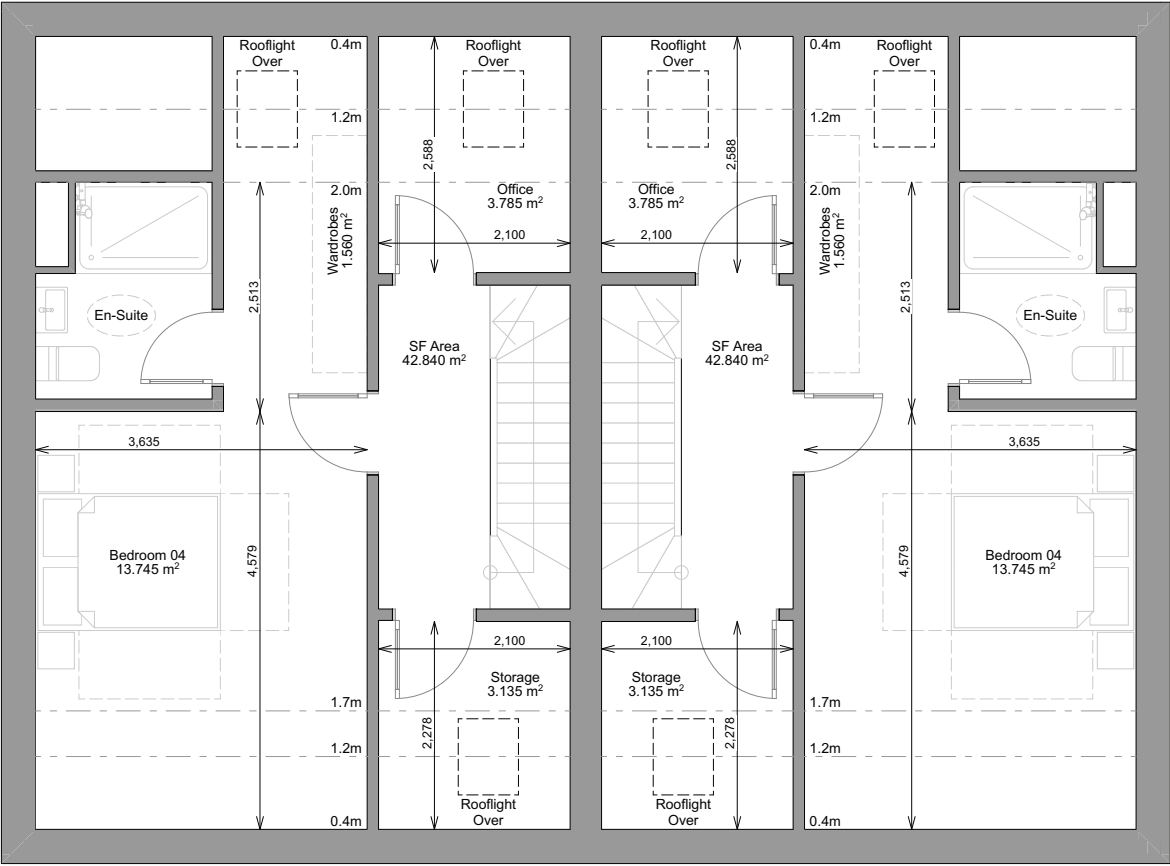 Rooflight
Over
0.4m
Rooflight
Over
Rooflight
Over
0.4m
Rooflight
Over
1.2m
1.2m
2,588
2,588
2.0m
Office
3.785 m²
Office
3.785 m²
2.0m
Wardrobes
1.560 m²
Wardrobes
1.560 m²
2,100
2,100
2,513
2,513
En-Suite
En-Suite
SF Area
42.840 m²
SF Area
42.840 m²
3,635
3,635
Bedroom 04
13.745 m²
4,579
4,579
Bedroom 04
13.745 m²
2,100
2,100
Storage
3.135 m²
Storage
3.135 m²
1.7m
1.7m
2,278
2,278
1.2m
1.2m
Rooflight
Over
Rooflight
Over
0.4m
0.4m